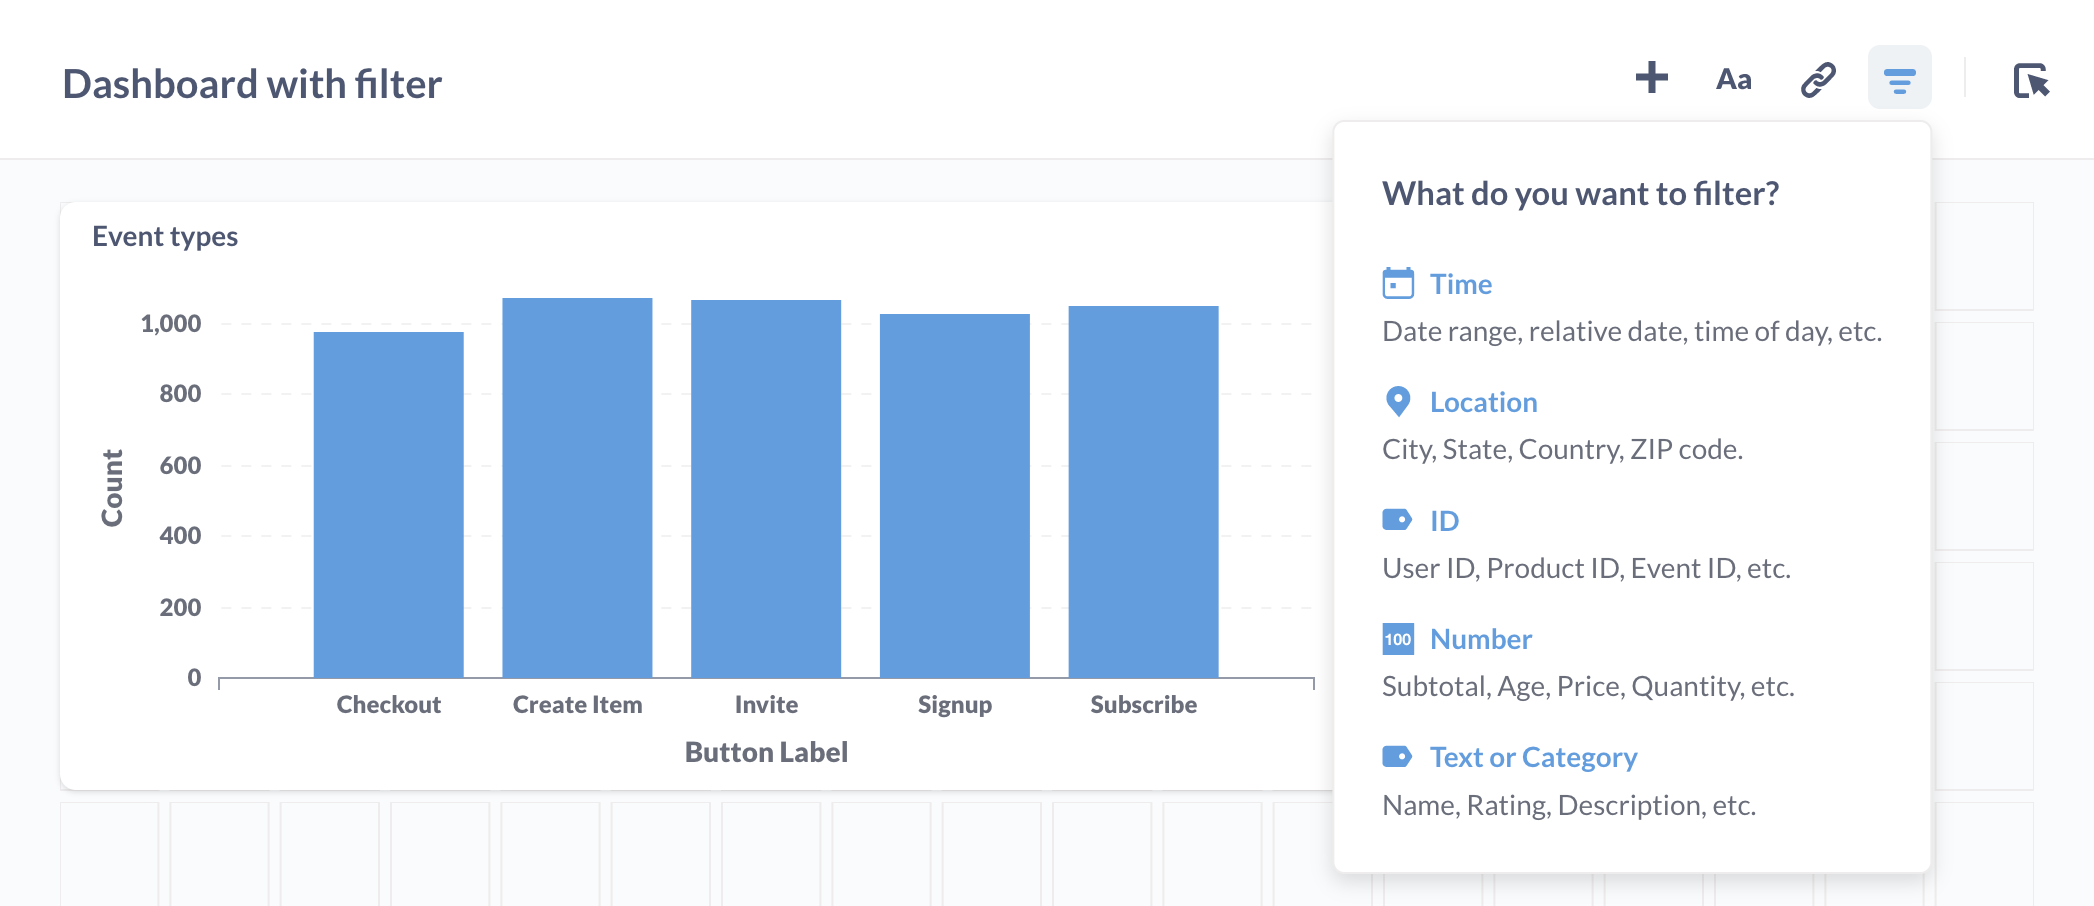 Dashboard with filter
Aa
What do you want to filter?
Time
Date range, relative date, time of day, etc.
Location
City, State, Country, ZIP code.
ID
User ID, Product ID, Event ID, etc.
100
Number
Subtotal, Age, Price, Quantity, etc.
Text or Category
Name, Rating, Description, etc.
Event types
1,000
800
600
400
200
0
Count
Checkout
Create Item
Invite
Signup
Subscribe
Button Label